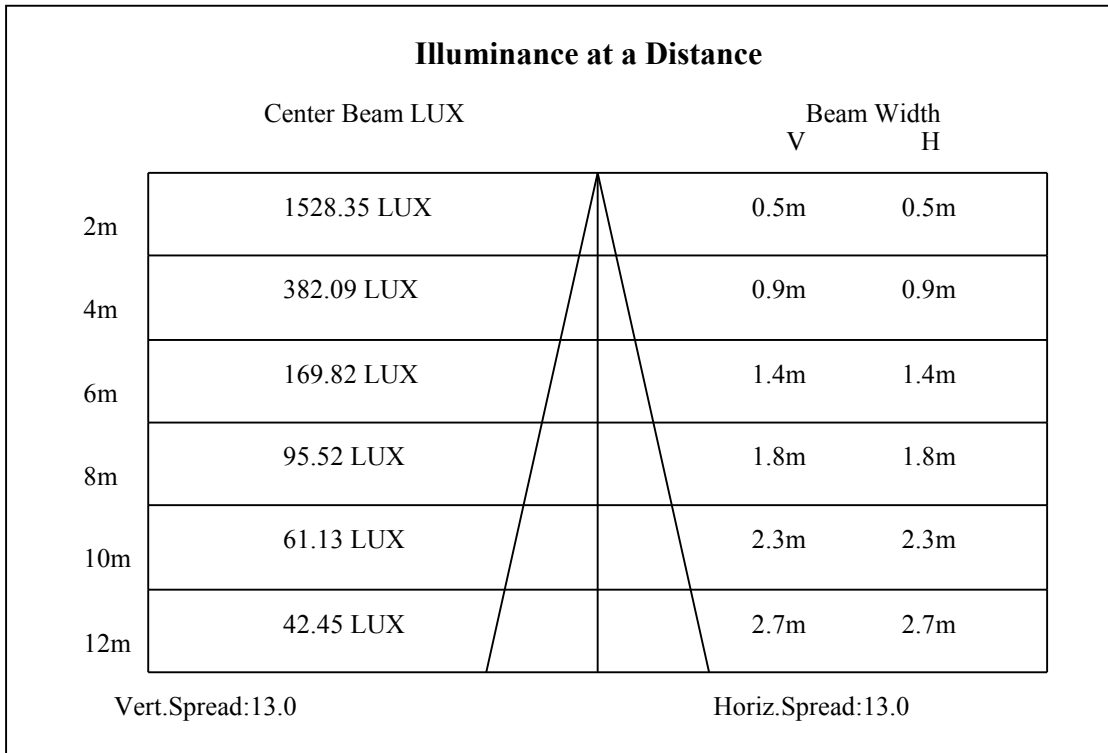 Illuminance at a Distance
Center Beam LUX Beam Width
V H
2m 1528.35 LUX 0.5m 0.5m
4m 382.09 LUX 0.9m 0.9m
6m 169.82 LUX 1.4m 1.4m
8m 95.52 LUX 1.8m 1.8m
10m 61.13 LUX 2.3m 2.3m
12m 42.45 LUX 2.7m 2.7m
Vert.Spread:13.0 Horiz.Spread:13.0